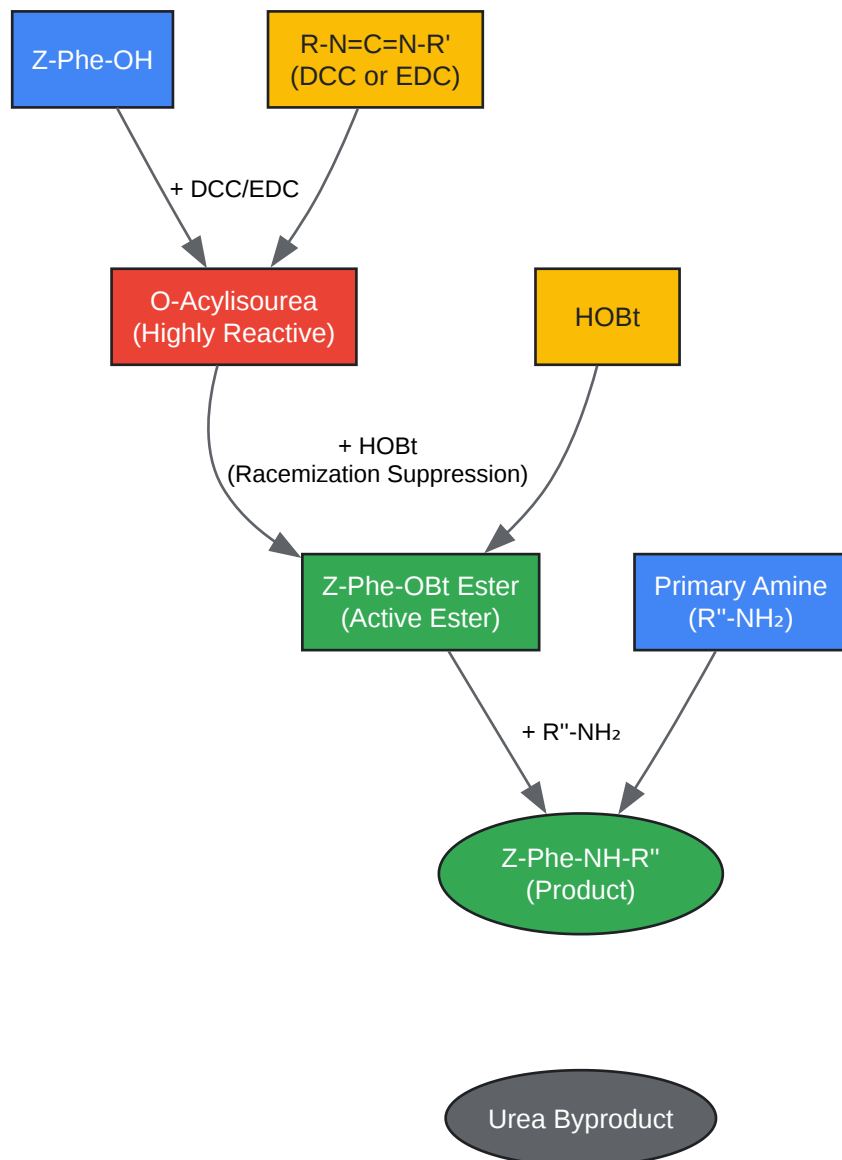 Z-Phe-OH
R-N=C=N-R'
(DCC or EDC)
+ DCC/EDC
O-Acylisourea
(Highly Reactive)
HOBt
+ HOBt
(Racemization Suppression)
Z-Phe-OBt Ester
(Active Ester)
Primary Amine
(R"-NH₂)
+ R"-NH₂
Z-Phe-NH-R"
(Product)
Urea Byproduct